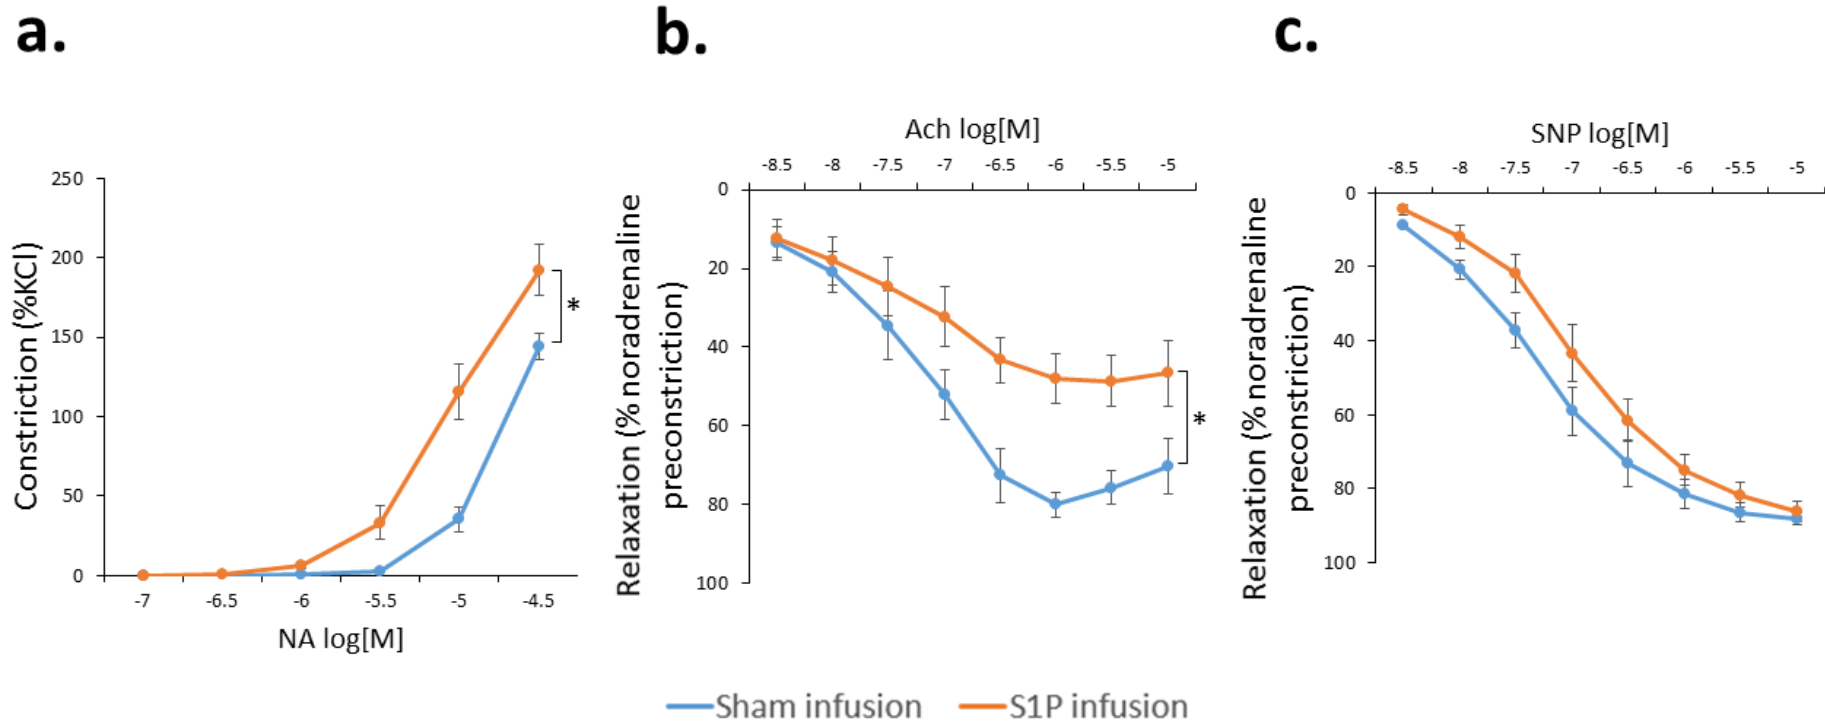 a.
Constriction (%KCl)
250
200
150
100
50
0
-7 -6.5 -6 -5.5 -5 -4.5
NA log[M]
*
b.
Ach log[M]
-8.5 -8 -7.5 -7 -6.5 -6 -5.5 -5
Relaxation (% noradrenaline
preconstriction)
0
20
40
60
80
100
*
c.
SNP log[M]
-8.5 -8 -7.5 -7 -6.5 -6 -5.5 -5
Relaxation (% noradrenaline
preconstriction)
0
20
40
60
80
100
Sham infusion S1P infusion